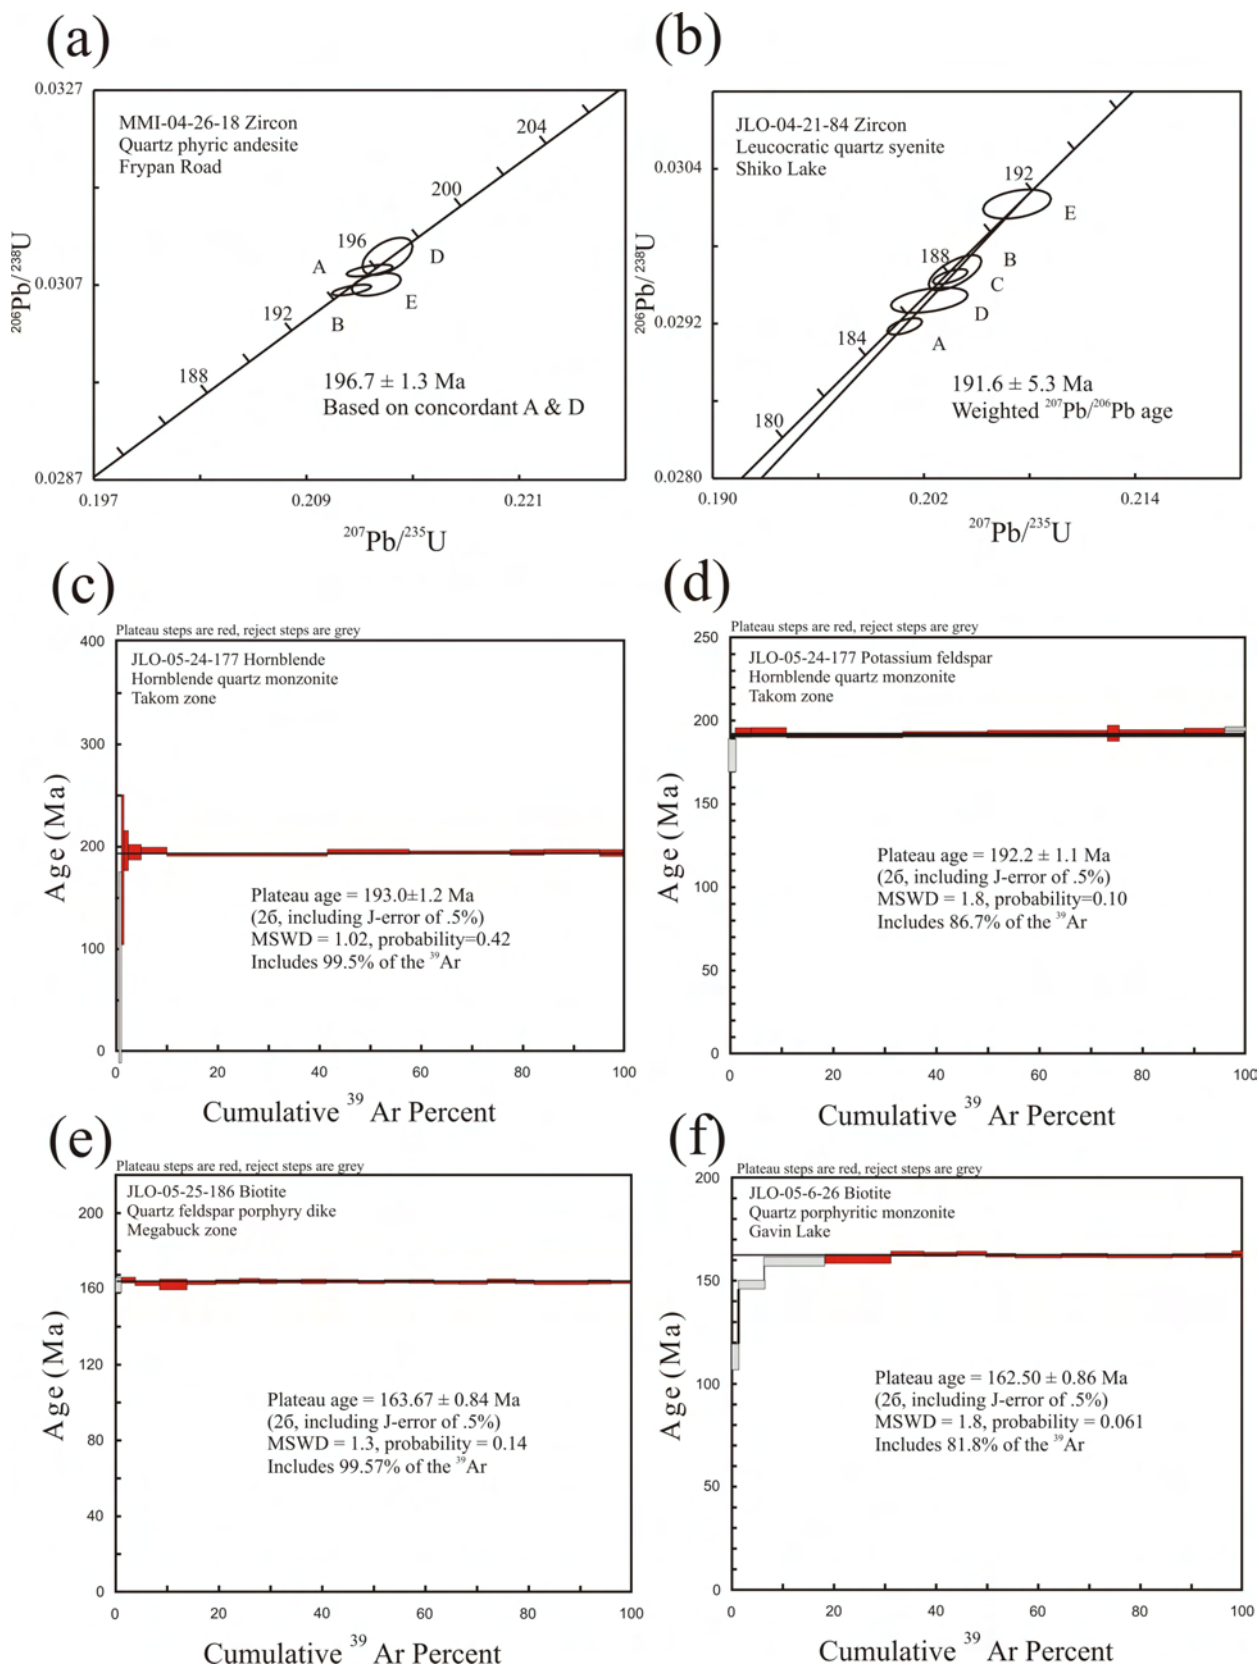 (a)
0.0327
MMI-04-26-18 Zircon
Quartz phyric andesite
Frypan Road
204
200
196
A
D
0.0307
E
B
192
188
196.7 ± 1.3 Ma
Based on concordant A & D
0.0287
0.197
0.209
0.221
206Pb/238U
207Pb/235U
(b)
JLO-04-21-84 Zircon
Leucocratic quartz syenite
Shiko Lake
0.0304
192
E
188
B
C
D
0.0292
A
184
180
191.6 ± 5.3 Ma
Weighted 207Pb/206Pb age
0.0280
0.190
0.202
0.214
206Pb/238U
207Pb/235U
(c)
Plateau steps are red, reject steps are grey
400
JLO-05-24-177 Hornblende
Hornblende quartz monzonite
Takom zone
300
200
Plateau age = 193.0±1.2 Ma
(2б, including J-error of .5%)
MSWD = 1.02, probability=0.42
Includes 99.5% of the 39Ar
100
0
0 20 40 60 80 100
Age (Ma)
Cumulative 39 Ar Percent
(d)
Plateau steps are red, reject steps are grey
250
JLO-05-24-177 Potassium feldspar
Hornblende quartz monzonite
Takom zone
200
150
Plateau age = 192.2 ± 1.1 Ma
(2б, including J-error of .5%)
MSWD = 1.8, probability=0.10
Includes 86.7% of the 39Ar
100
50
0
0 20 40 60 80 100
Age (Ma)
Cumulative 39 Ar Percent
(e)
Plateau steps are red, reject steps are grey
JLO-05-25-186 Biotite
Quartz feldspar porphyry dike
Megabuck zone
200
160
120
Plateau age = 163.67 ± 0.84 Ma
(2б, including J-error of .5%)
MSWD = 1.3, probability = 0.14
Includes 99.57% of the 39Ar
80
40
0
0 20 40 60 80 100
Age (Ma)
Cumulative 39 Ar Percent
(f)
Plateau steps are red, reject steps are grey
200
JLO-05-6-26 Biotite
Quartz porphyritic monzonite
Gavin Lake
150
100
Plateau age = 162.50 ± 0.86 Ma
(2б, including J-error of .5%)
MSWD = 1.8, probability = 0.061
Includes 81.8% of the 39Ar
50
0
0 20 40 60 80 100
Age (Ma)
Cumulative 39 Ar Percent